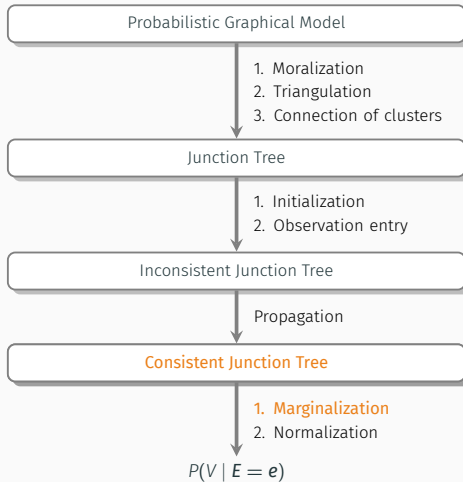 Probabilistic Graphical Model
1. Moralization
2. Triangulation
3. Connection of clusters
Junction Tree
1. Initialization
2. Observation entry
Inconsistent Junction Tree
Propagation
Consistent Junction Tree
1. Marginalization
2. Normalization
P(V | E = e)